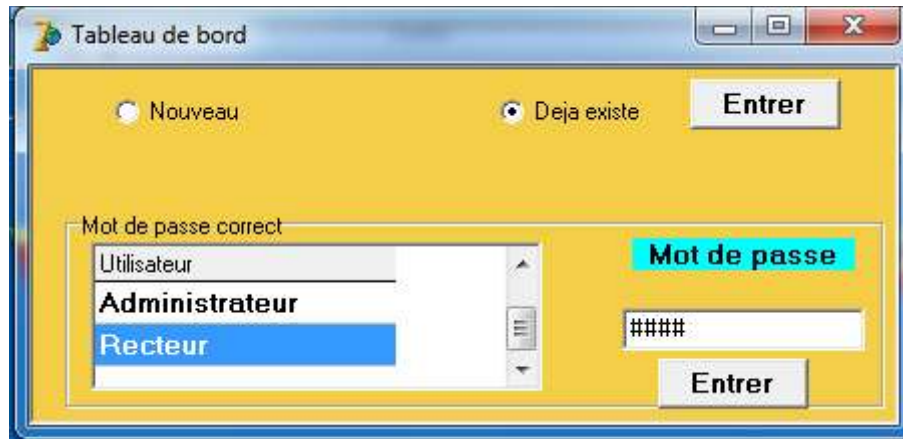 Tableau de bord
Nouveau
Deja existe
Entrer
Mot de passe correct
Utilisateur
Administrateur
Recteur
Mot de passe
####
Entrer